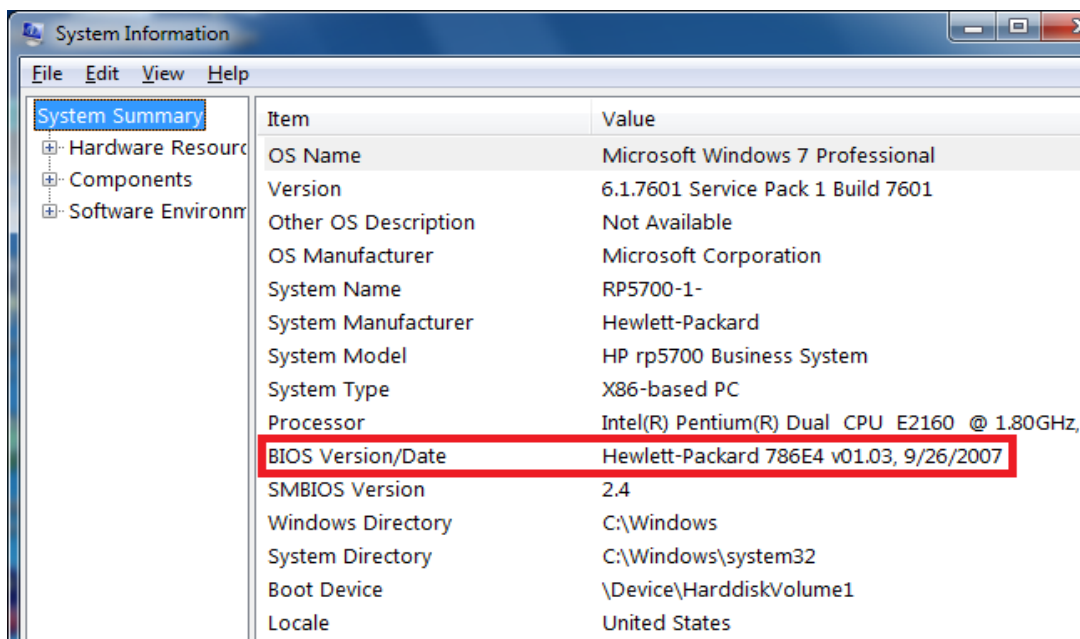 System Information
File Edit View Help
System Summary
Hardware Resourc
Components
Software Environm
Item Value
OS Name Microsoft Windows 7 Professional
Version 6.1.7601 Service Pack 1 Build 7601
Other OS Description Not Available
OS Manufacturer Microsoft Corporation
System Name RP5700-1-
System Manufacturer Hewlett-Packard
System Model HP rp5700 Business System
System Type X86-based PC
Processor Intel(R) Pentium(R) Dual CPU E2160 @ 1.80GHz,
BIOS Version/Date Hewlett-Packard 786E4 v01.03, 9/26/2007
SMBIOS Version 2.4
Windows Directory C:\Windows
System Directory C:\Windows\system32
Boot Device \Device\HarddiskVolume1
Locale United States